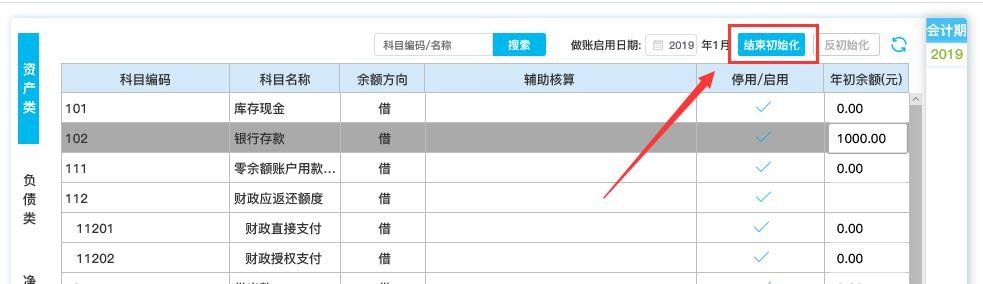 科目编码/名称 搜索 做账启用日期: 2019 年1月 结束初始化 反初始化 会计期
2019
资产类
负债类
净
科目编码 科目名称 余额方向 辅助核算 停用/启用 年初余额(元)
101 库存现金 借 0.00
102 银行存款 借 1000.00
111 零余额账户用款... 借 0.00
112 财政应返还额度 借
11201 财政直接支付 借 0.00
11202 财政授权支付 借 0.00